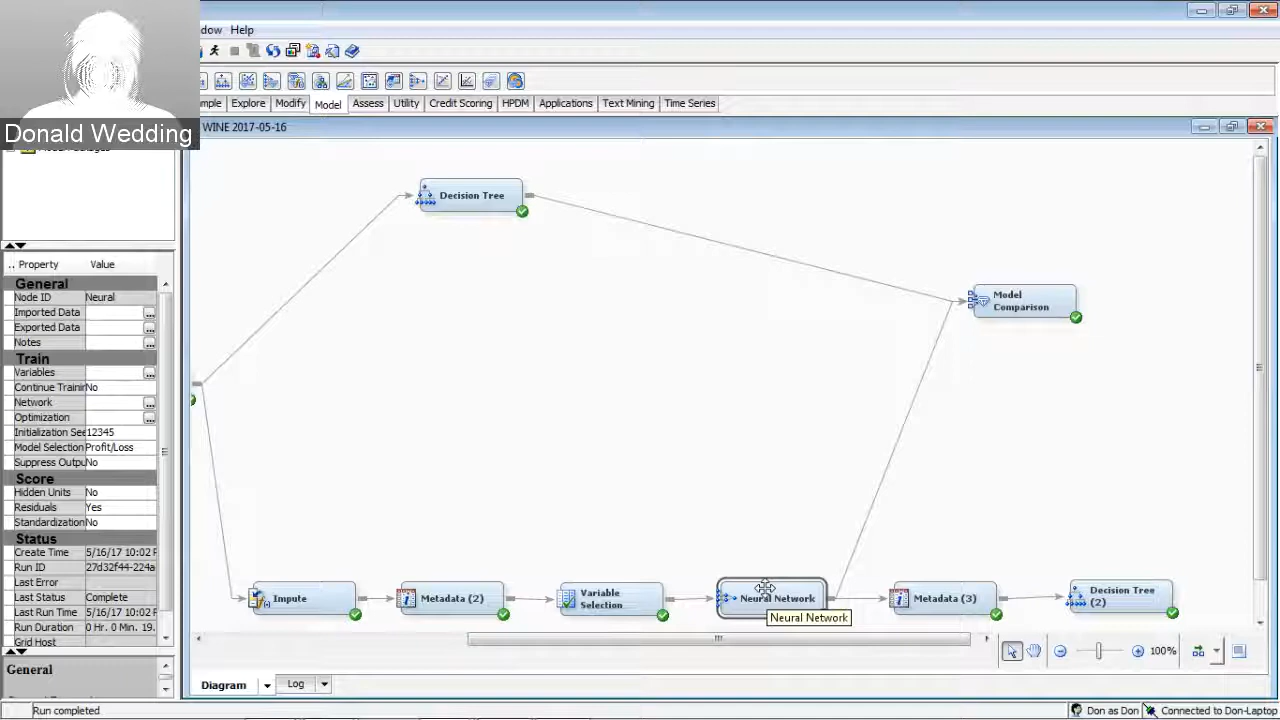 Donald Wedding
Help
Explore
Modify
Model
Assess
Utility
Credit Scoring
HPDM
Applications
Text Mining
Time Series
WINE 2017-05-16
.. Property Value
General
Node ID Neural
Imported Data ...
Exported Data ...
Notes ...
Train
Variables ...
Continue Trainir No
Network ...
Optimization ...
Initialization See 12345
Model Selection Profit/Loss
Suppress Outpu No
Score
Hidden Units No
Residuals Yes
Standardization No
Status
Create Time 5/16/17 10:02 P
Run ID 27d32f44-224a
Last Error
Last Status Complete
Last Run Time 5/16/17 10:02 P
Run Duration 0 Hr. 0 Min. 19.
Grid Host
General
Decision Tree
Model
Comparison
Impute
Metadata (2)
Variable
Selection
Neural Network
Neural Network
Metadata (3)
Decision Tree
(2)
100%
Diagram
Log
Run completed
Don as Don
Connected to Don-Laptop